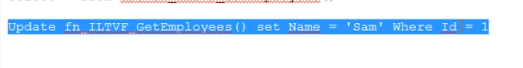 Update fn_ILTVF_GetEmployees() set Name = 'Sam' Where Id = 1